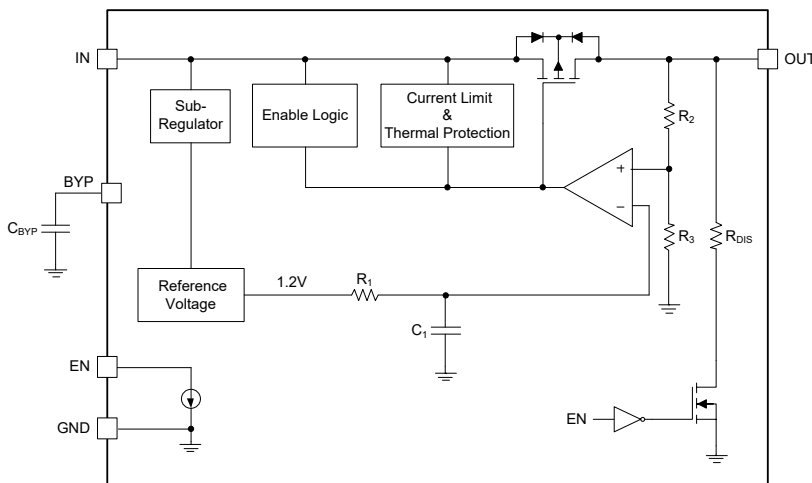 IN
OUT
Sub-
Regulator
Enable Logic
Current Limit
&
Thermal Protection
R2
BYP
CBYP
+
−
R3
RDIS
Reference
Voltage
1.2V
R1
C1
EN
GND
EN